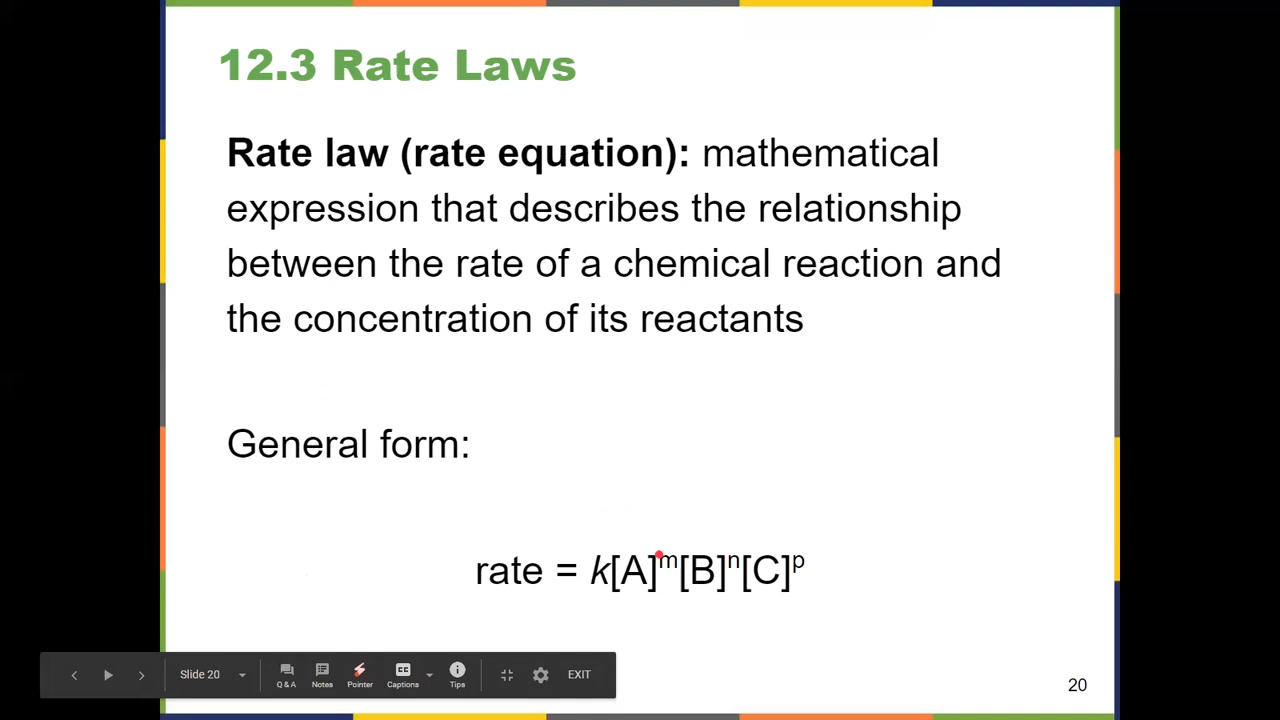 12.3 Rate Laws
Rate law (rate equation): mathematical
expression that describes the relationship
between the rate of a chemical reaction and
the concentration of its reactants
General form:
rate = k[A]ᵐ[B]ⁿ[C]ᵖ
Slide 20
Q & A
Notes
Pointer
CC
Captions
Tips
EXIT
20